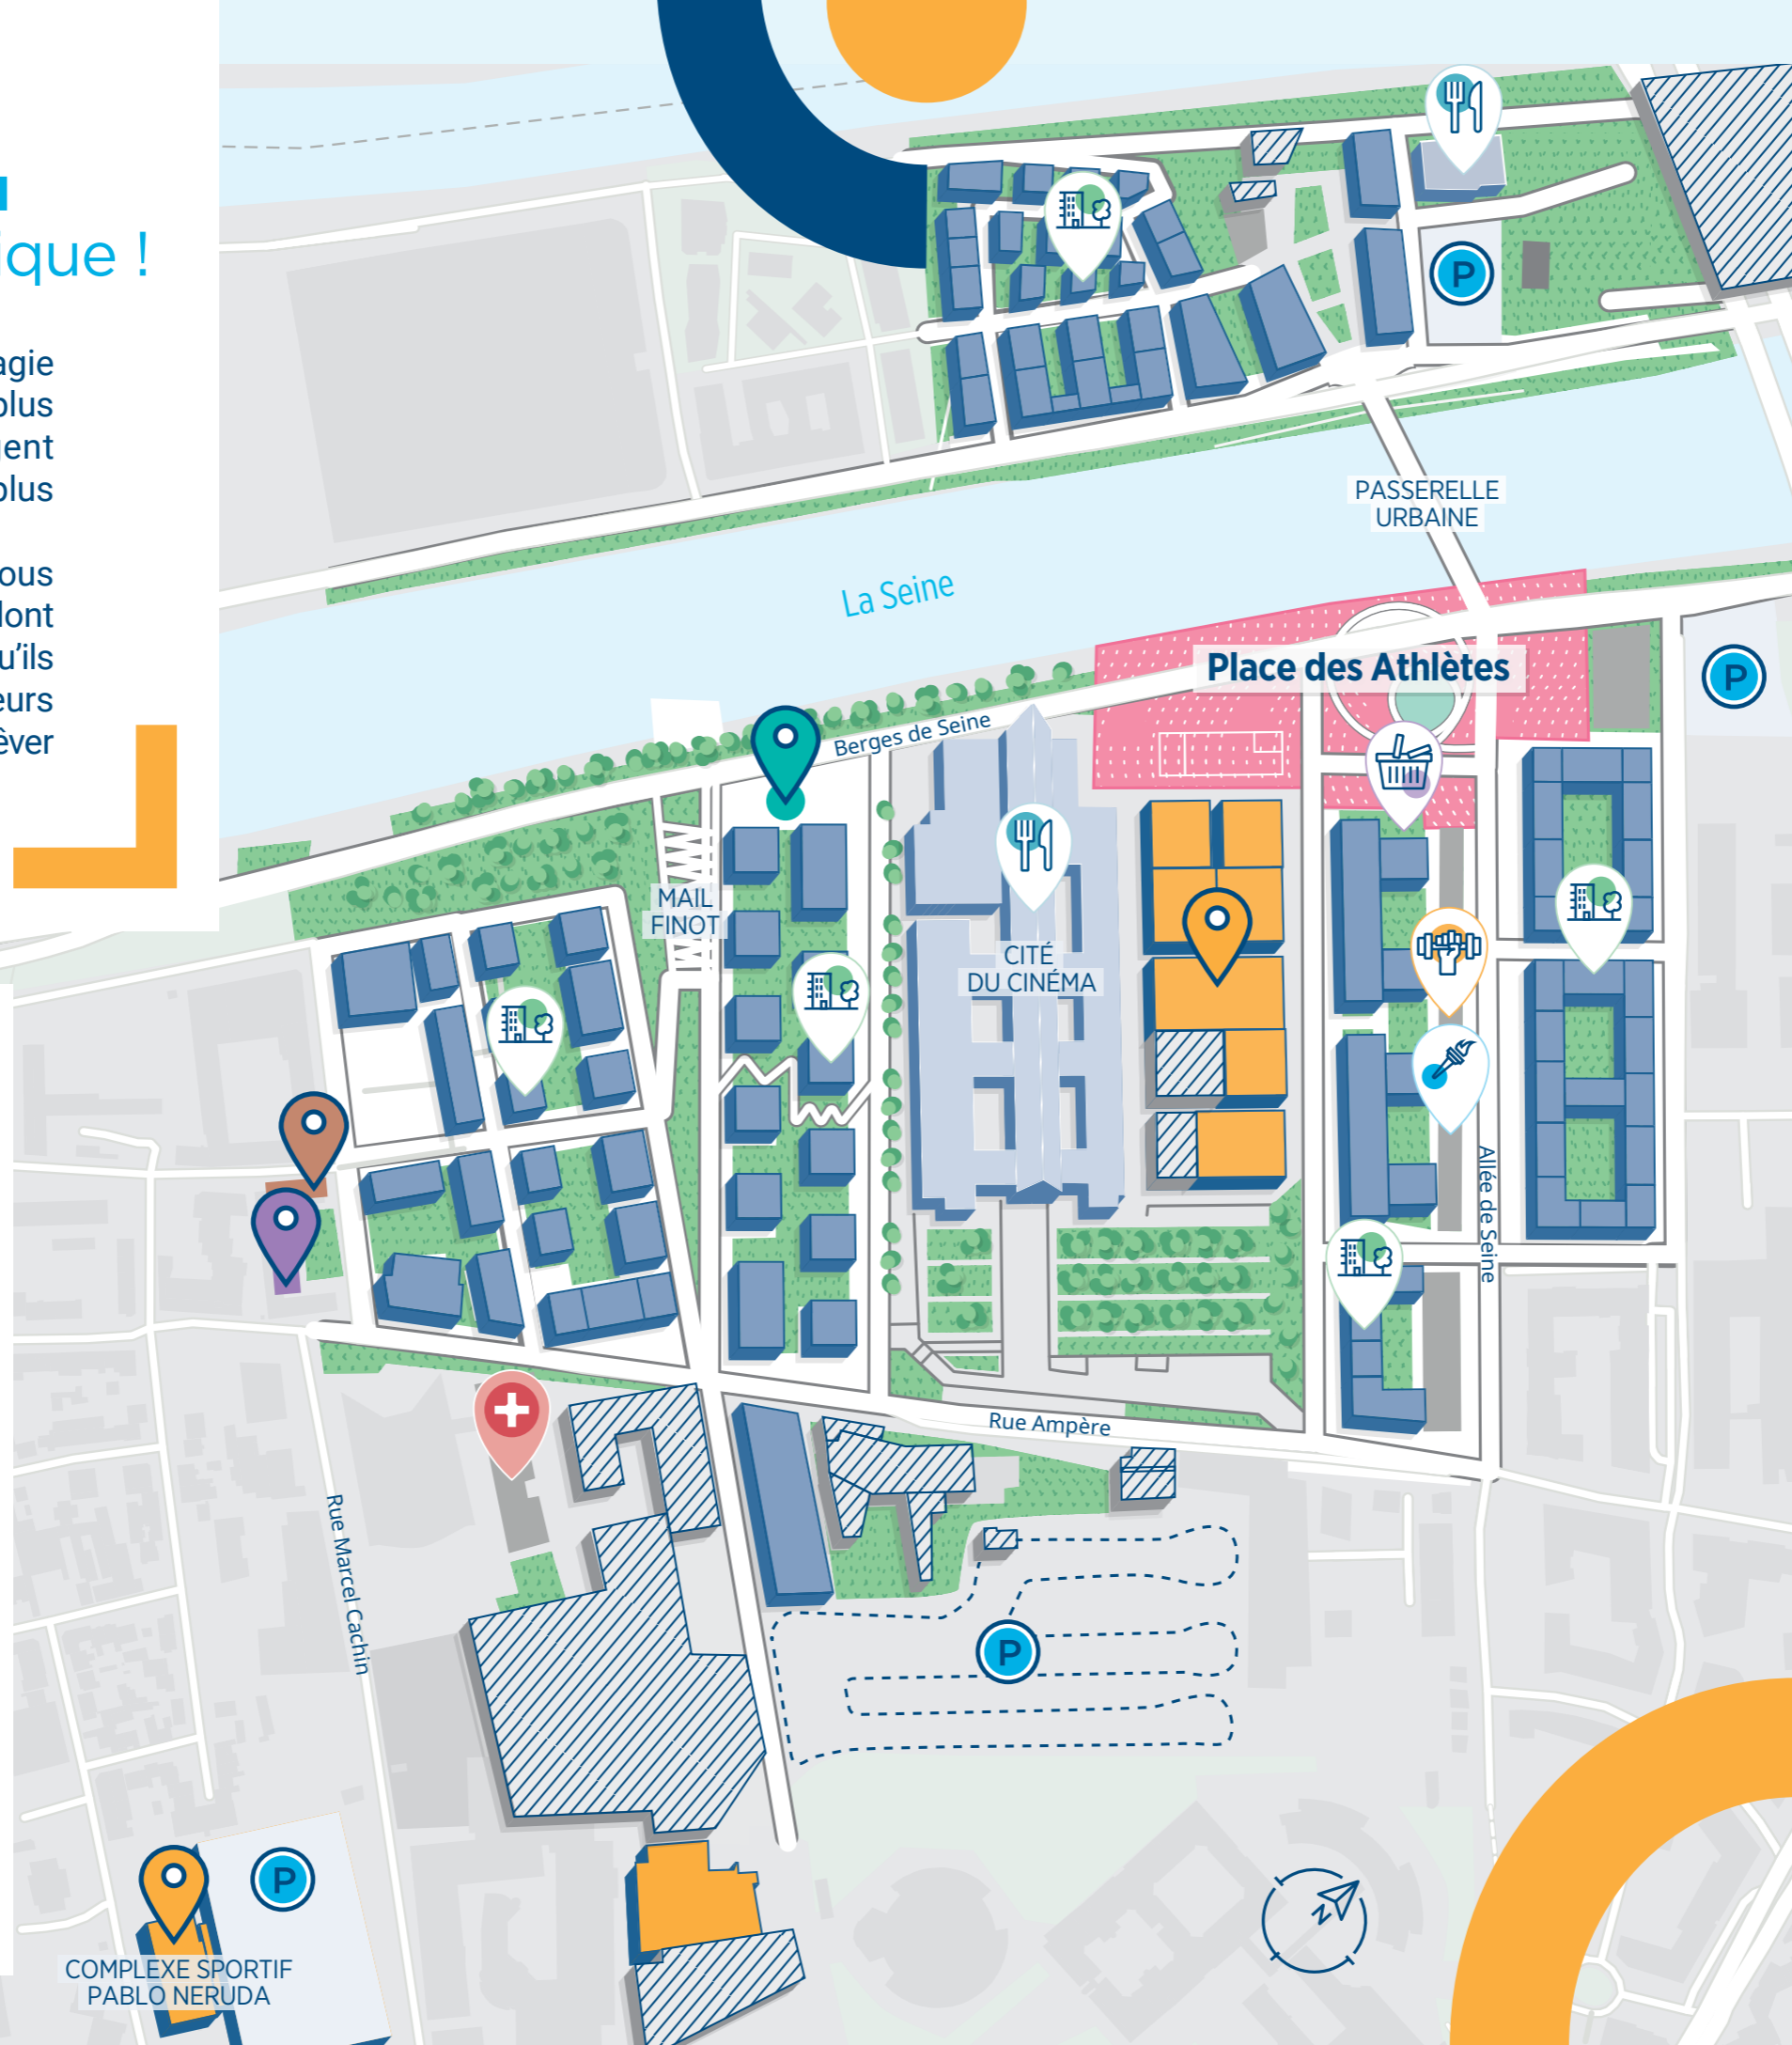 ique !
agie
plus
ent
plus
ous
dont
u'ils
eurs
êver
P
PASSERELLE
URBAINE
La Seine
Place des Athlètes
P
Berges de Seine
MAIL
FINOT
CITÉ
DU CINÉMA
Allée de Seine
Rue Ampère
Rue Marcel Cachin
P
P
N
COMPLEXE SPORTIF
PABLO NERUDA